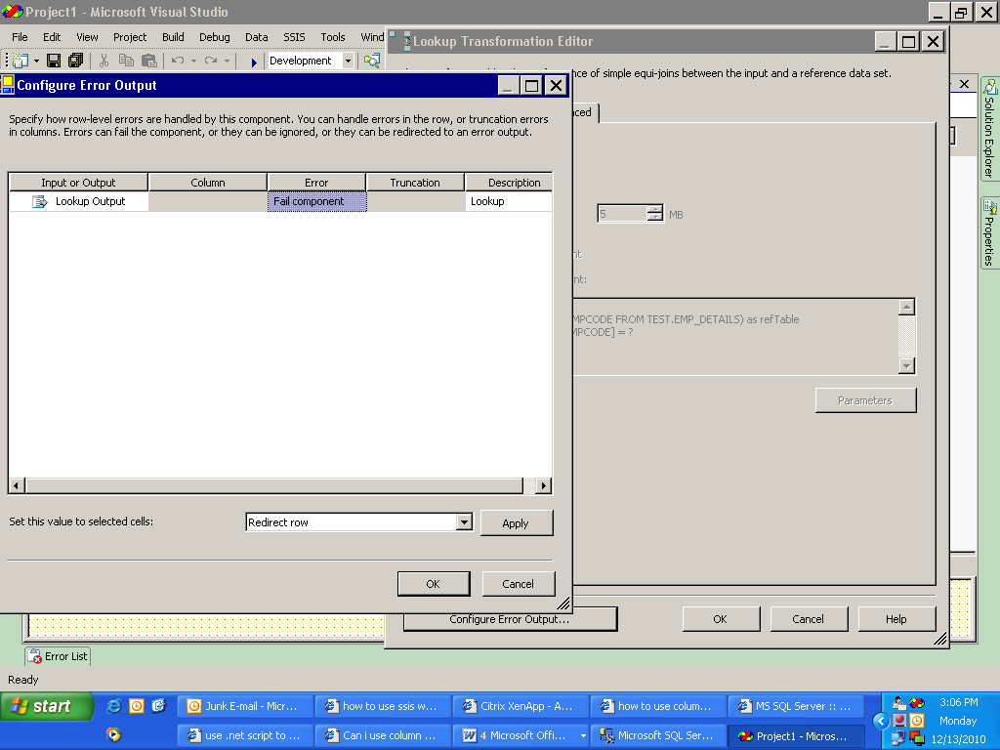 Project1 - Microsoft Visual Studio
File Edit View Project Build Debug Data SSIS Tools Wind
Development
Lookup Transformation Editor
nce of simple equi-joins between the input and a reference data set.
Configure Error Output
Specify how row-level errors are handled by this component. You can handle errors in the row, or truncation errors
in columns. Errors can fail the component, or they can be ignored, or they can be redirected to an error output.
Input or Output Column Error Truncation Description
Lookup Output Fail component Lookup
Set this value to selected cells: Redirect row Apply
OK Cancel
nced
5 MB
nt
nt:
MPCODE FROM TEST.EMP_DETAILS) as refTable
MPCODE] = ?
Parameters
Configure Error Output... OK Cancel Help
Solution Explorer
Properties
Error List
Ready
start
Junk E-mail - Micr...
how to use ssis w...
Citrix XenApp - A...
how to use colum...
MS SQL Server :: ...
3:06 PM
use .net script to ...
Can i use column ...
4 Microsoft Offi...
Microsoft SQL Ser...
Project1 - Micros...
Monday
12/13/2010